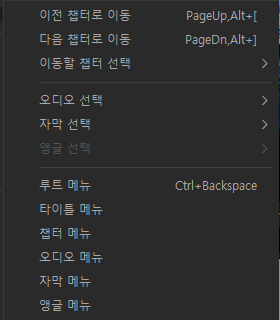 이전 챕터로 이동 PageUp,Alt+[
다음 챕터로 이동 PageDn,Alt+]
이동할 챕터 선택
오디오 선택
자막 선택
앵글 선택
루트 메뉴 Ctrl+Backspace
타이틀 메뉴
챕터 메뉴
오디오 메뉴
자막 메뉴
앵글 메뉴